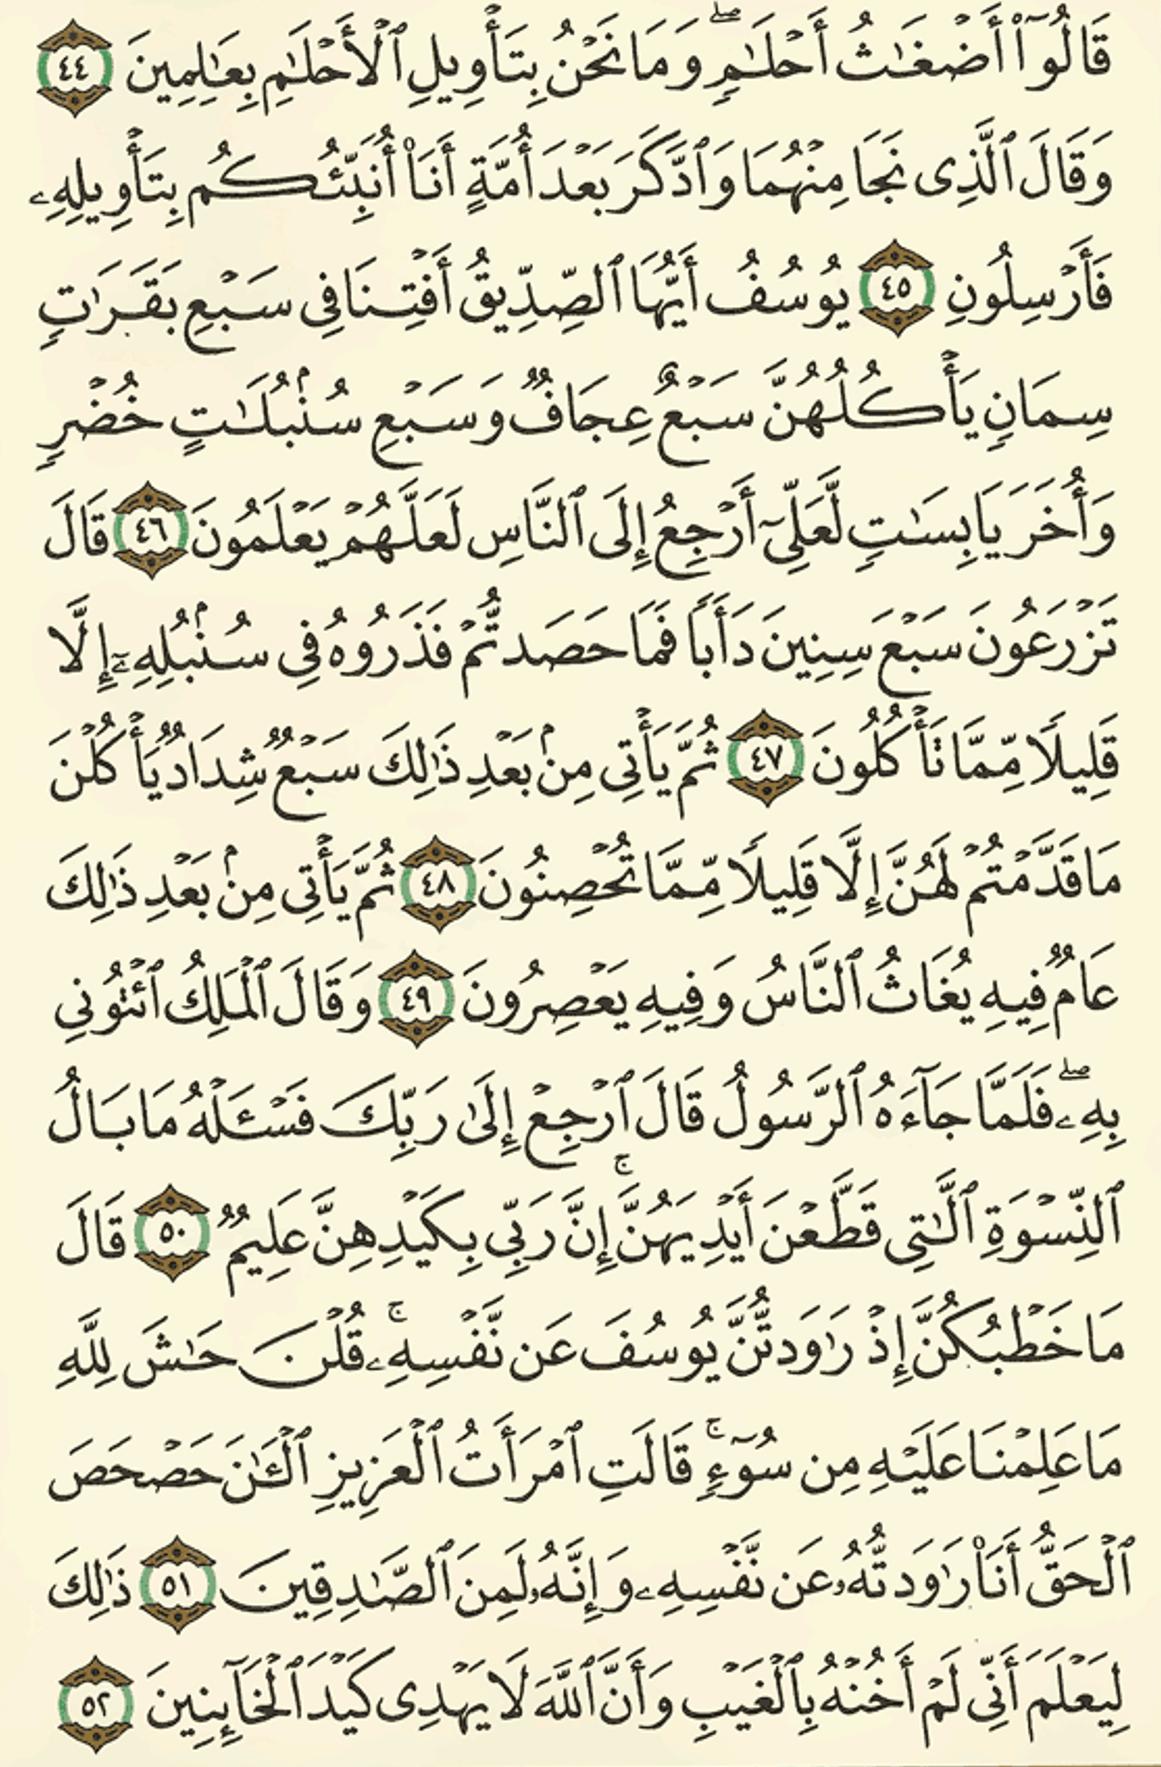 قَالُوٓا۟ أَضْغَـٰثُ أَحْلَـٰمٍۢ ۖ وَمَا نَحْنُ بِتَأْوِيلِ ٱلْأَحْلَـٰمِ بِعَـٰلِمِينَ ٤٤
وَقَالَ ٱلَّذِى نَجَا مِنْهُمَا وَٱدَّكَرَ بَعْدَ أُمَّةٍ أَنَا۠ أُنَبِّئُكُم بِتَأْوِيلِهِۦ
فَأَرْسِلُونِ ٤٥ يُوسُفُ أَيُّهَا ٱلصِّدِّيقُ أَفْتِنَا فِى سَبْعِ بَقَرَٰتٍۢ
سِمَانٍۢ يَأْكُلُهُنَّ سَبْعٌ عِجَافٌۭ وَسَبْعِ سُنۢبُلَـٰتٍ خُضْرٍۢ
وَأُخَرَ يَابِسَـٰتٍۢ لَّعَلِّىٓ أَرْجِعُ إِلَى ٱلنَّاسِ لَعَلَّهُمْ يَعْلَمُونَ ٤٦ قَالَ
تَزْرَعُونَ سَبْعَ سِنِينَ دَأَبًۭا فَمَا حَصَدتُّمْ فَذَرُوهُ فِى سُنۢبُلِهِۦٓ إِلَّا
قَلِيلًۭا مِّمَّا تَأْكُلُونَ ٤٧ ثُمَّ يَأْتِى مِنۢ بَعْدِ ذَٰلِكَ سَبْعٌۭ شِدَادٌۭ يَأْكُلْنَ
مَا قَدَّمْتُمْ لَهُنَّ إِلَّا قَلِيلًۭا مِّمَّا تُحْصِنُونَ ٤٨ ثُمَّ يَأْتِى مِنۢ بَعْدِ ذَٰلِكَ
عَامٌۭ فِيهِ يُغَاثُ ٱلنَّاسُ وَفِيهِ يَعْصِرُونَ ٤٩ وَقَالَ ٱلْمَلِكُ ٱئْتُونِى
بِهِۦ ۖ فَلَمَّا جَآءَهُ ٱلرَّسُولُ قَالَ ٱرْجِعْ إِلَىٰ رَبِّكَ فَسْـَٔلْهُ مَا بَالُ
ٱلنِّسْوَةِ ٱلَّـٰتِى قَطَّعْنَ أَيْدِيَهُنَّ ۚ إِنَّ رَبِّى بِكَيْدِهِنَّ عَلِيمٌۭ ٥٠ قَالَ
مَا خَطْبُكُنَّ إِذْ رَٰوَدتُّنَّ يُوسُفَ عَن نَّفْسِهِۦ ۚ قُلْنَ حَـٰشَ لِلَّهِ
مَا عَلِمْنَا عَلَيْهِ مِن سُوٓءٍۢ ۚ قَالَتِ ٱمْرَأَتُ ٱلْعَزِيزِ ٱلْـَٔـٰنَ حَصْحَصَ
ٱلْحَقُّ أَنَا۠ رَٰوَدتُّهُۥ عَن نَّفْسِهِۦ وَإِنَّهُۥ لَمِنَ ٱلصَّـٰدِقِينَ ٥١ ذَٰلِكَ
لِيَعْلَمَ أَنِّى لَمْ أَخُنْهُ بِٱلْغَيْبِ وَأَنَّ ٱللَّهَ لَا يَهْدِى كَيْدَ ٱلْخَآئِنِينَ ٥٢